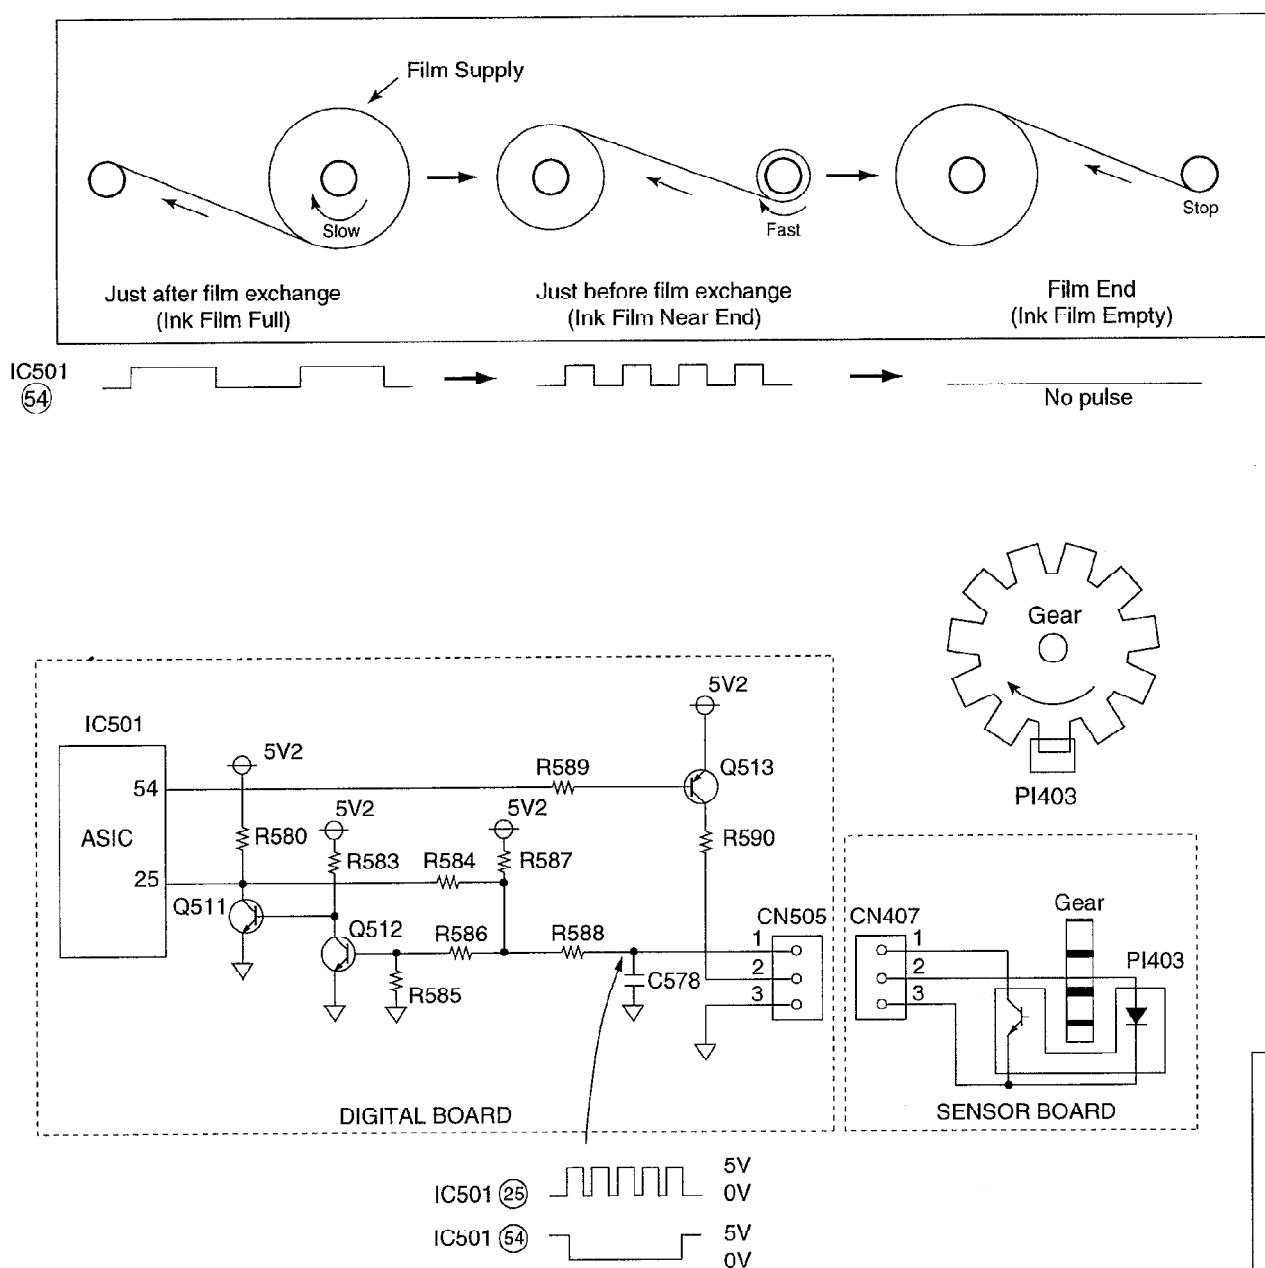 Film Supply
Slow
Fast
Stop
Just after film exchange
(Ink Film Full)
Just before film exchange
(Ink Film Near End)
Film End
(Ink Film Empty)
IC501
54
No pulse
Gear
PI403
IC501
ASIC
54
25
5V2
R580
Q511
5V2
R583
Q512
R584
5V2
R587
R586
R585
R588
R589
5V2
Q513
R590
C578
CN505
1
2
3
DIGITAL BOARD
CN407
1
2
3
Gear
PI403
SENSOR BOARD
IC501 25
5V
0V
IC501 54
5V
0V